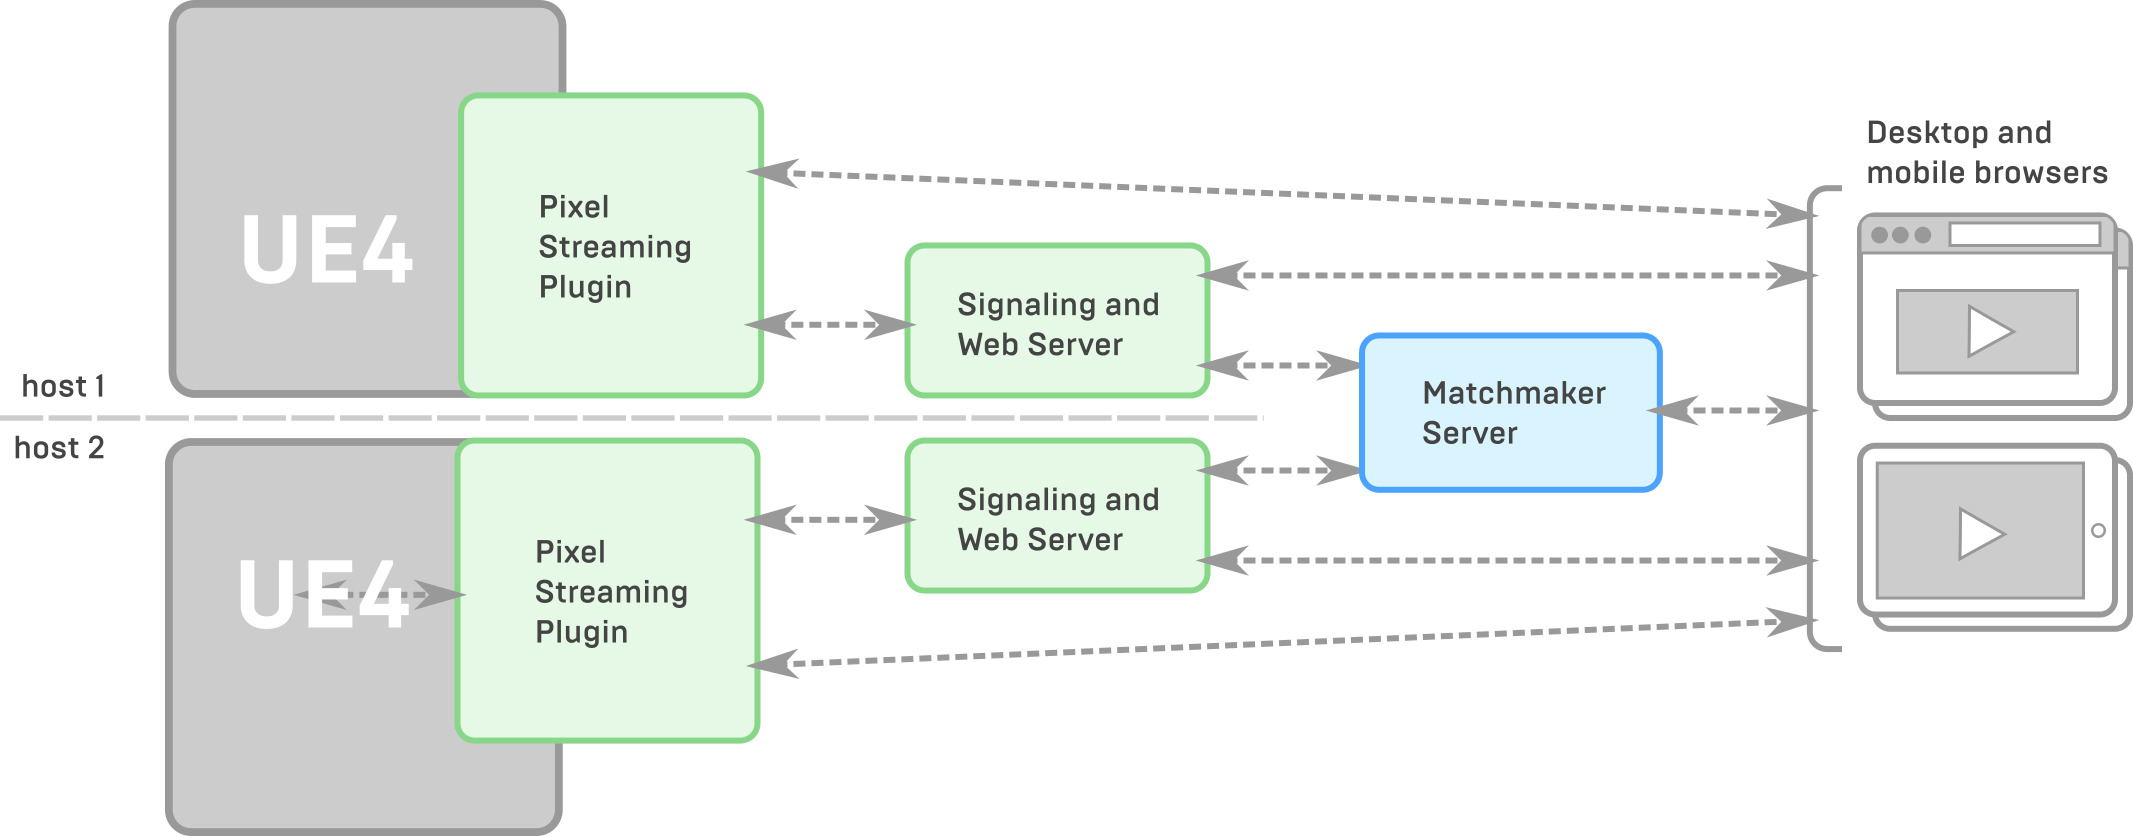 Desktop and
mobile browsers
UE4
Pixel
Streaming
Plugin
Signaling and
Web Server
host 1
Matchmaker
Server
host 2
UE4
Pixel
Streaming
Plugin
Signaling and
Web Server